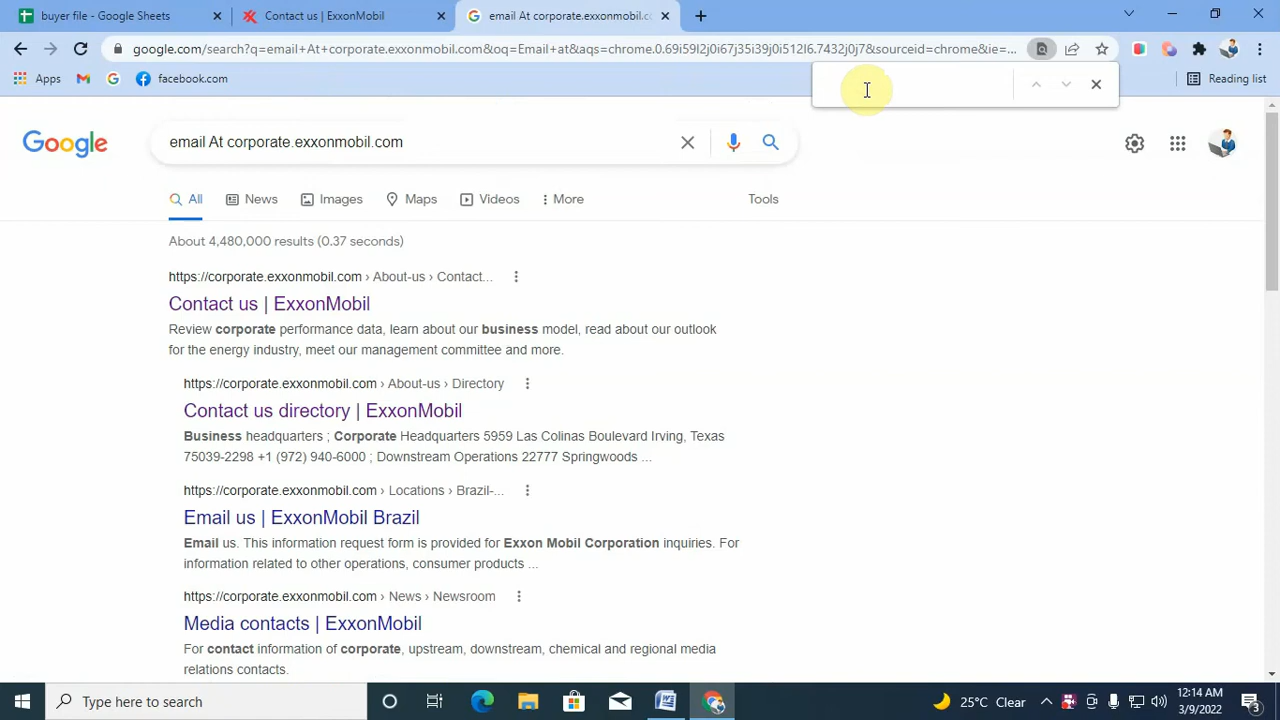 buyer file - Google Sheets
Contact us | ExxonMobil
email At corporate.exxonmobil.c
google.com/search?q=email+At+corporate.exxonmobil.com&oq=Email+at&aqs=chrome.0.69i59l2j0i67j35i39j0i512l6.7432j0j7&sourceid=chrome&ie=...
Apps
facebook.com
Reading list
Google
email At corporate.exxonmobil.com
All
News
Images
Maps
Videos
More
Tools
About 4,480,000 results (0.37 seconds)
https://corporate.exxonmobil.com › About-us › Contact...
Contact us | ExxonMobil
Review corporate performance data, learn about our business model, read about our outlook
for the energy industry, meet our management committee and more.
https://corporate.exxonmobil.com › About-us › Directory
Contact us directory | ExxonMobil
Business headquarters ; Corporate Headquarters 5959 Las Colinas Boulevard Irving, Texas
75039-2298 +1 (972) 940-6000 ; Downstream Operations 22777 Springwoods ...
https://corporate.exxonmobil.com › Locations › Brazil-...
Email us | ExxonMobil Brazil
Email us. This information request form is provided for Exxon Mobil Corporation inquiries. For
information related to other operations, consumer products ...
https://corporate.exxonmobil.com › News › Newsroom
Media contacts | ExxonMobil
For contact information of corporate, upstream, downstream, chemical and regional media
relations contacts.
Type here to search
25°C Clear
12:14 AM
3/9/2022
3